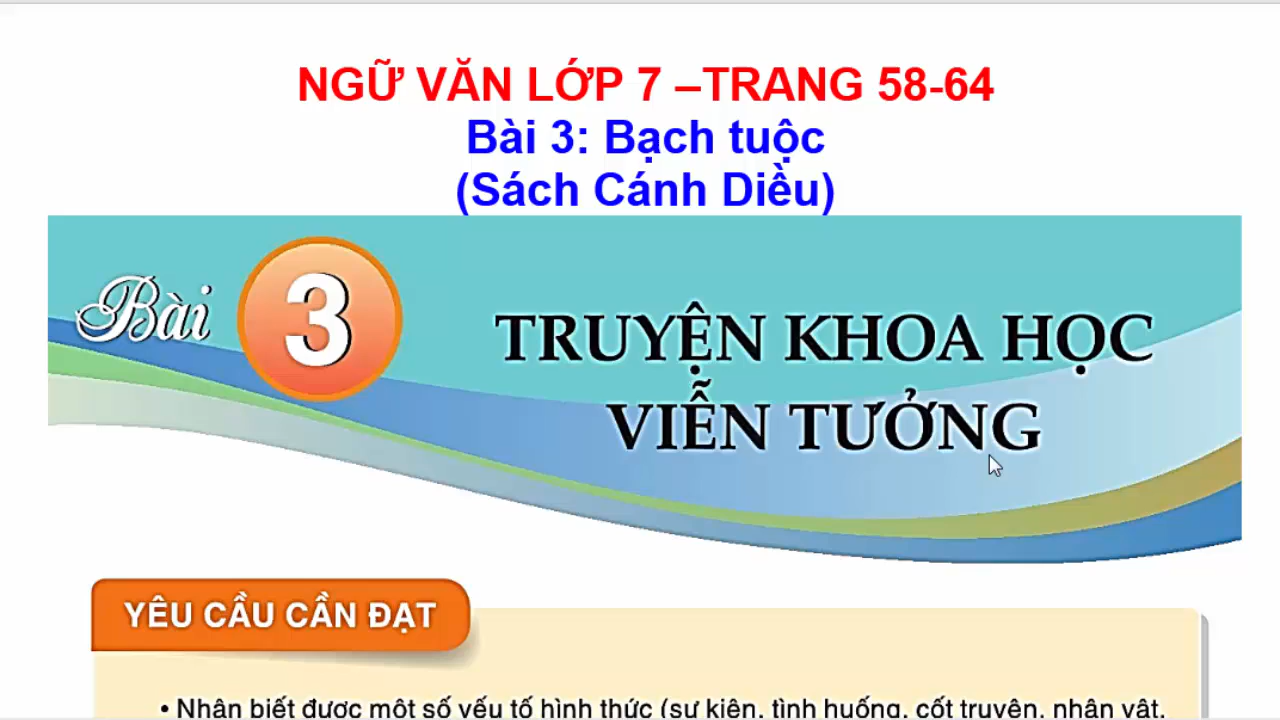 NGỮ VĂN LỚP 7 –TRANG 58-64
Bài 3: Bạch tuộc
(Sách Cánh Diều)
Bài 3
TRUYỆN KHOA HỌC
VIỄN TƯỞNG
YÊU CẦU CẦN ĐẠT
• Nhận biết được một số yếu tố hình thức (sự kiện, tình huống, cốt truyện, nhân vật,